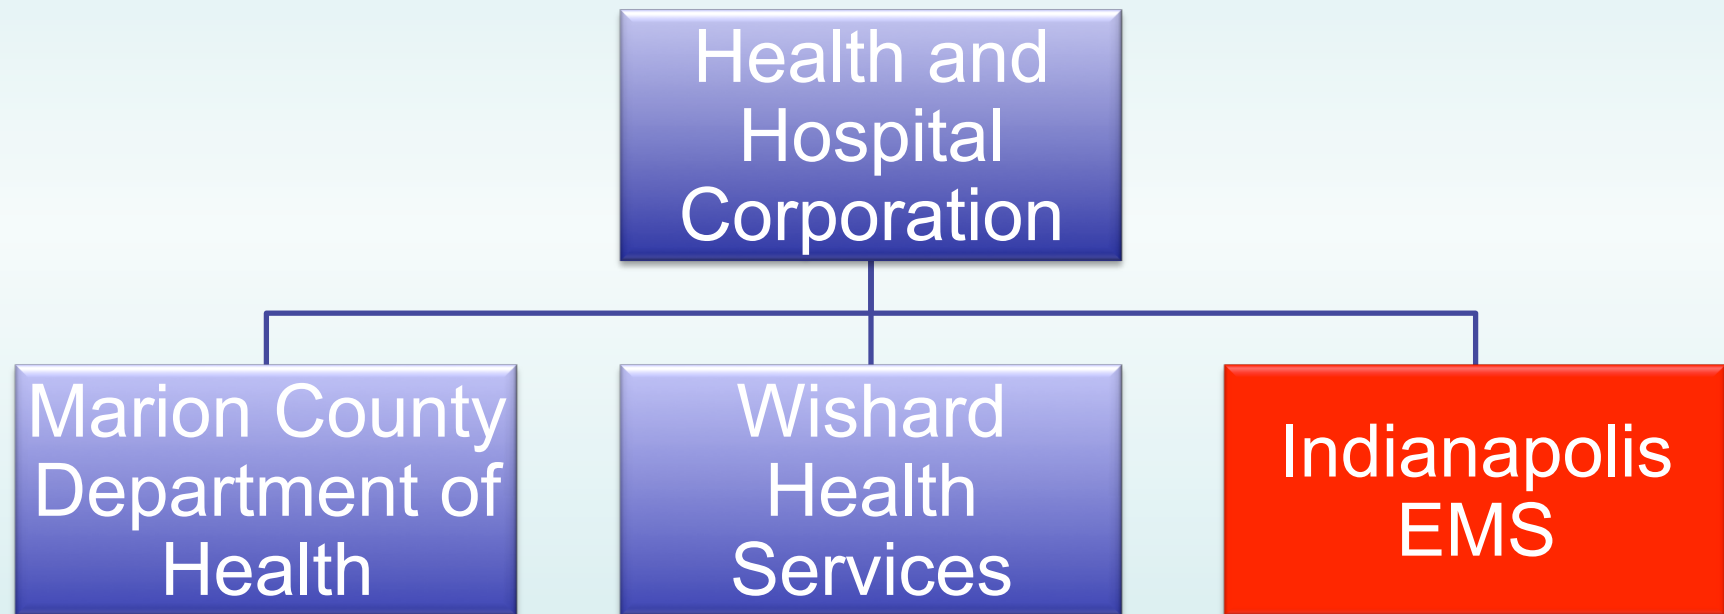 Health and
Hospital
Corporation
Marion County
Department of
Health
Wishard
Health
Services
Indianapolis
EMS